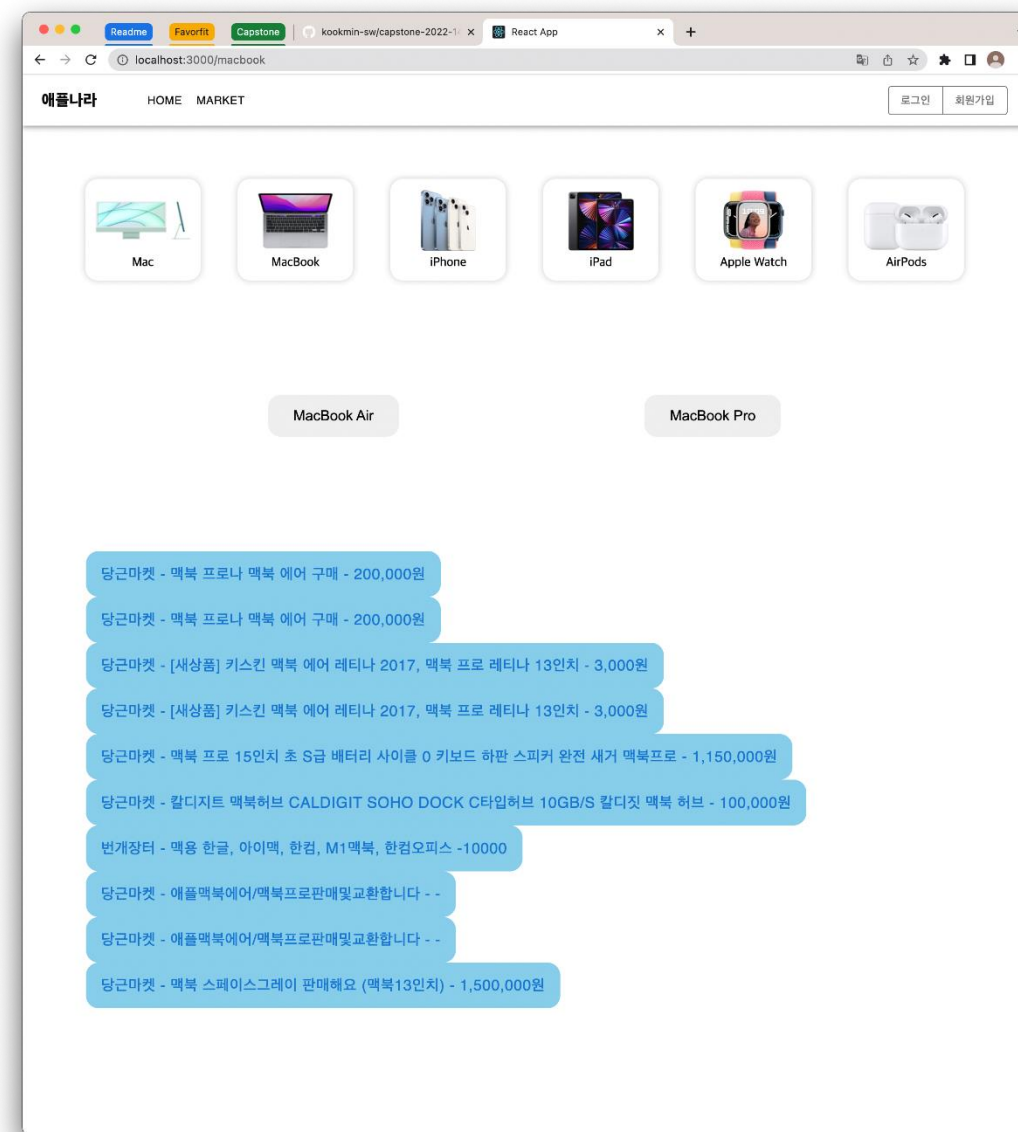 Readme Favorfit Capstone kookmin-sw/capstone-2022-1 React App
localhost:3000/macbook
애플나라 HOME MARKET 로그인 회원가입
Mac MacBook iPhone iPad Apple Watch AirPods
MacBook Air MacBook Pro
당근마켓 - 맥북 프로나 맥북 에어 구매 - 200,000원
당근마켓 - 맥북 프로나 맥북 에어 구매 - 200,000원
당근마켓 - [새상품] 키스킨 맥북 에어 레티나 2017, 맥북 프로 레티나 13인치 - 3,000원
당근마켓 - [새상품] 키스킨 맥북 에어 레티나 2017, 맥북 프로 레티나 13인치 - 3,000원
당근마켓 - 맥북 프로 15인치 초 S급 배터리 사이클 0 키보드 하판 스피커 완전 새거 맥북프로 - 1,150,000원
당근마켓 - 칼디지트 맥북허브 CALDIGIT SOHO DOCK C타입허브 10GB/S 칼디짓 맥북 허브 - 100,000원
번개장터 - 맥용 한글, 아이맥, 한컴, M1맥북, 한컴오피스 -10000
당근마켓 - 애플맥북에어/맥북프로판매및교환합니다 - -
당근마켓 - 애플맥북에어/맥북프로판매및교환합니다 - -
당근마켓 - 맥북 스페이스그레이 판매해요 (맥북13인치) - 1,500,000원